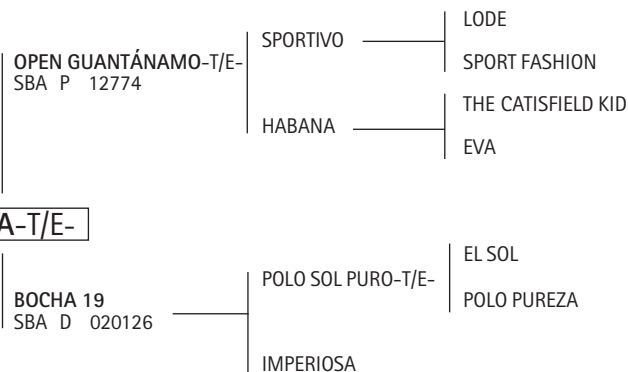 LODE
SPORTIVO
OPEN GUANTÁNAMO-T/E-
SPORT FASHION
SBA P 12774
THE CATISFIELD KID
HABANA
EVA
A-T/E-
EL SOL
POLO SOL PURO-T/E-
BOCHA 19
POLO PUREZA
SBA D 020126
IMPERIOSA